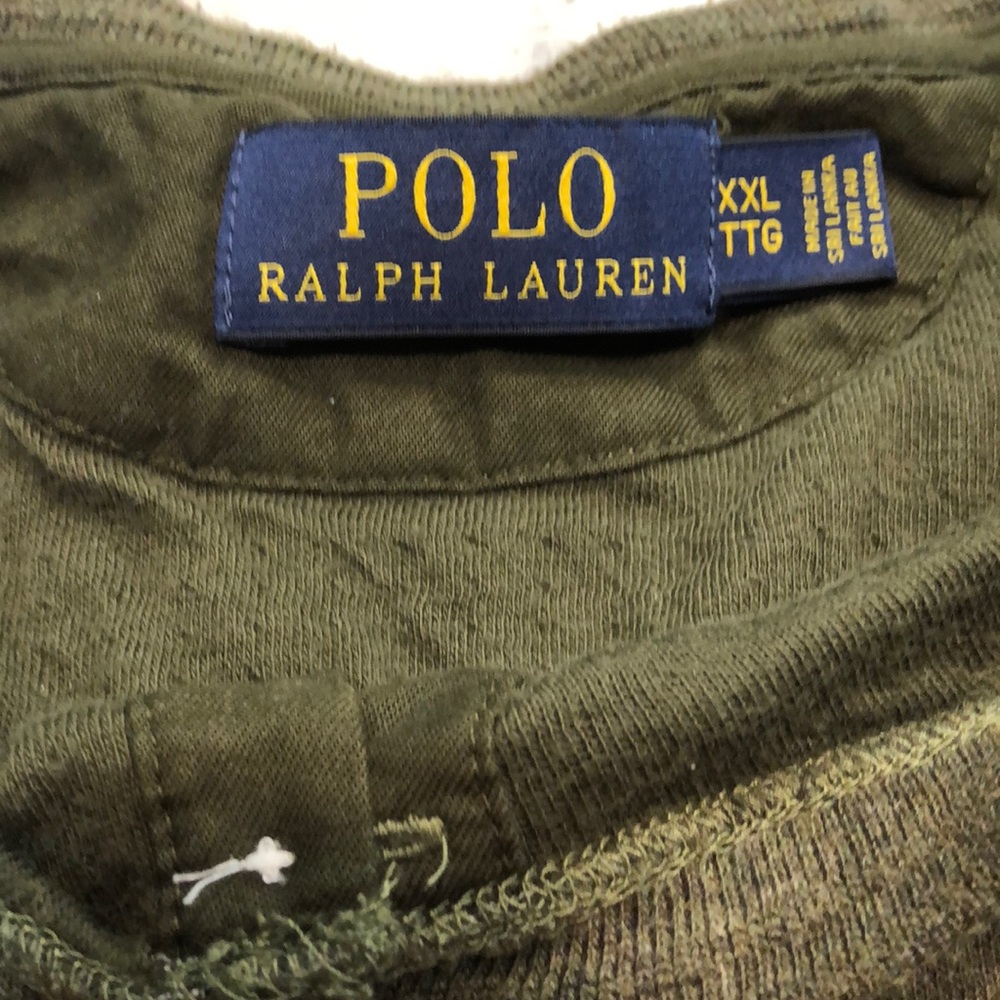 POLO
RALPH LAUREN
XXL
TTG
MADE IN
SRI LANKA
FAIT AU
SRI LANKA